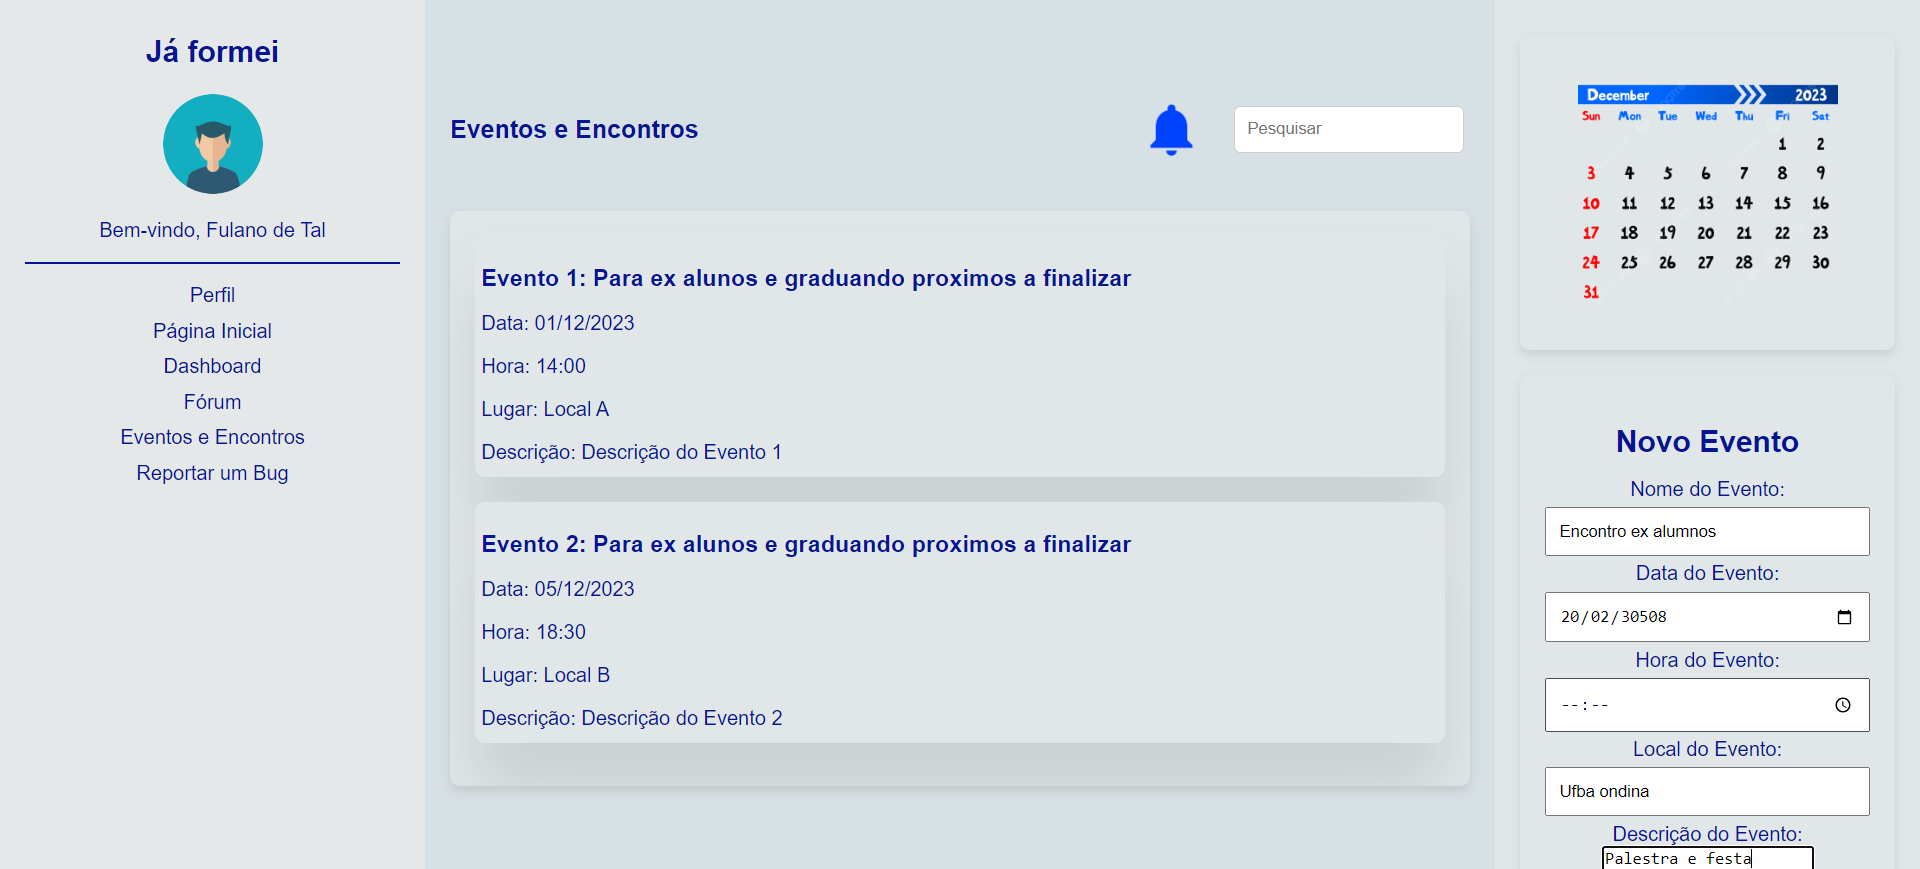 Já formei
Bem-vindo, Fulano de Tal
Perfil
Página Inicial
Dashboard
Fórum
Eventos e Encontros
Reportar um Bug
Eventos e Encontros
Pesquisar
Evento 1: Para ex alunos e graduando proximos a finalizar
Data: 01/12/2023
Hora: 14:00
Lugar: Local A
Descrição: Descrição do Evento 1
Evento 2: Para ex alunos e graduando proximos a finalizar
Data: 05/12/2023
Hora: 18:30
Lugar: Local B
Descrição: Descrição do Evento 2
December 2023
Sun Mon Tue Wed Thu Fri Sat
1 2
3 4 5 6 7 8 9
10 11 12 13 14 15 16
17 18 19 20 21 22 23
24 25 26 27 28 29 30
31
Novo Evento
Nome do Evento:
Encontro ex alumnos
Data do Evento:
20/02/30508
Hora do Evento:
--:--
Local do Evento:
Ufba ondina
Descrição do Evento:
Palestra e festa